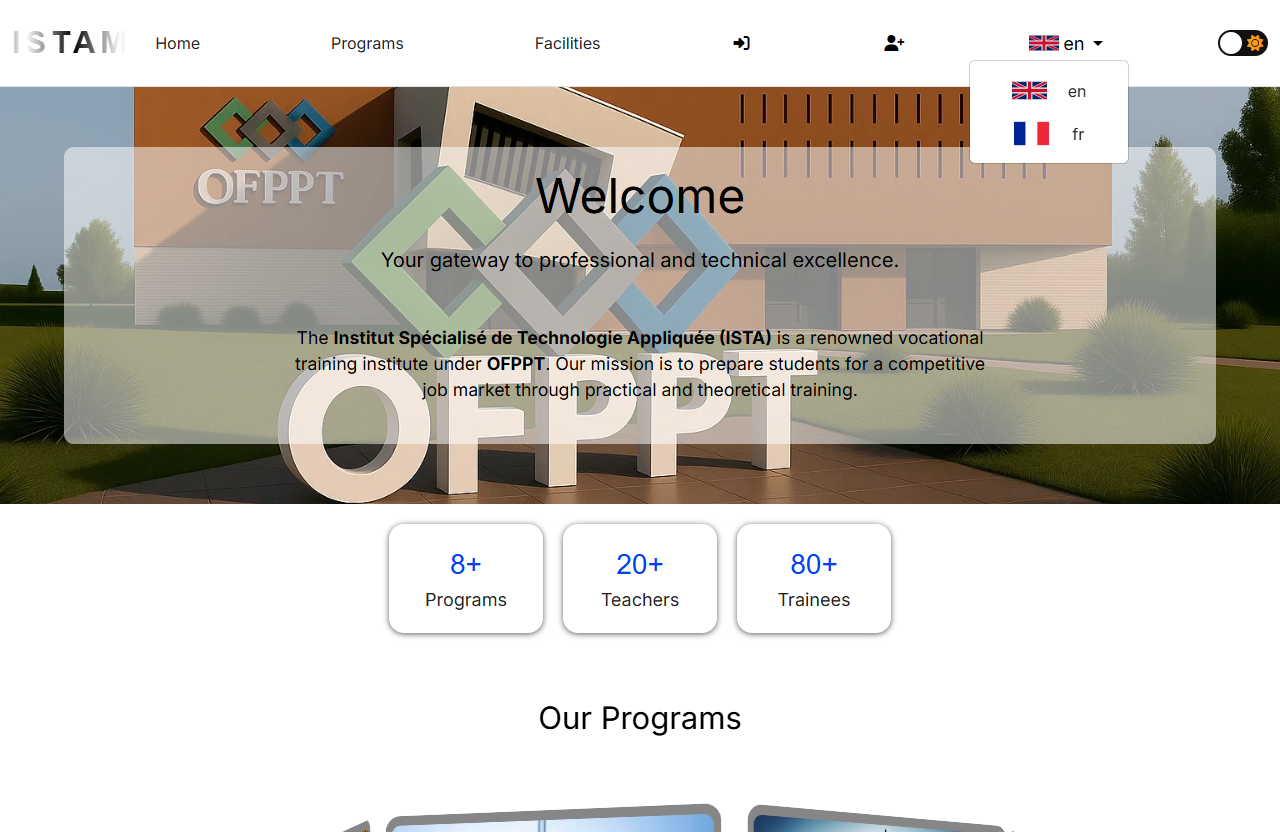 ISTAM
Home
Programs
Facilities
en
en
fr
OFPPT
Welcome
Your gateway to professional and technical excellence.
The Institut Spécialisé de Technologie Appliquée (ISTA) is a renowned vocational
training institute under OFPPT. Our mission is to prepare students for a competitive
job market through practical and theoretical training.
OFPPT
8+
Programs
20+
Teachers
80+
Trainees
Our Programs